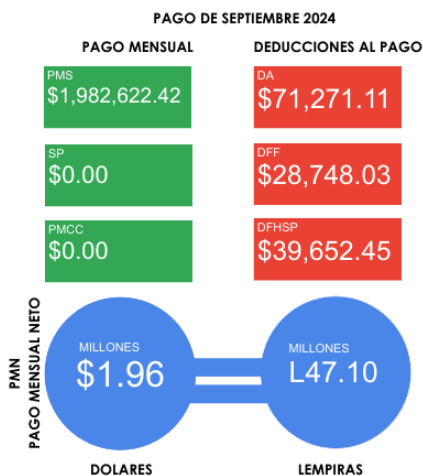 PAGO DE SEPTIEMBRE 2024
PAGO MENSUAL
DEDUCCIONES AL PAGO
PMS
$1,982,622.42
DA
$71,271.11
SP
$0.00
DFF
$28,748.03
PMCC
$0.00
DFHSP
$39,652.45
PMN
PAGO MENSUAL NETO
MILLONES
$1.96
MILLONES
L47.10
DOLARES
LEMPIRAS